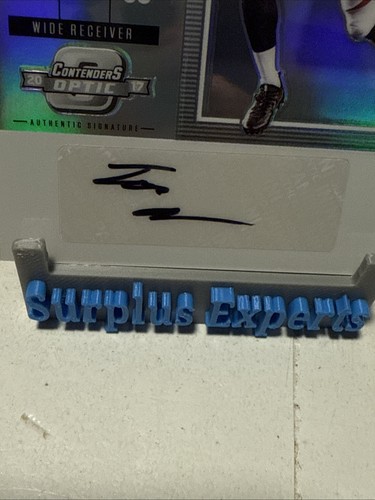 WIDE RECEIVER
CONTENDERS
20 OPTIC 17
AUTHENTIC SIGNATURE
Surplus Experts